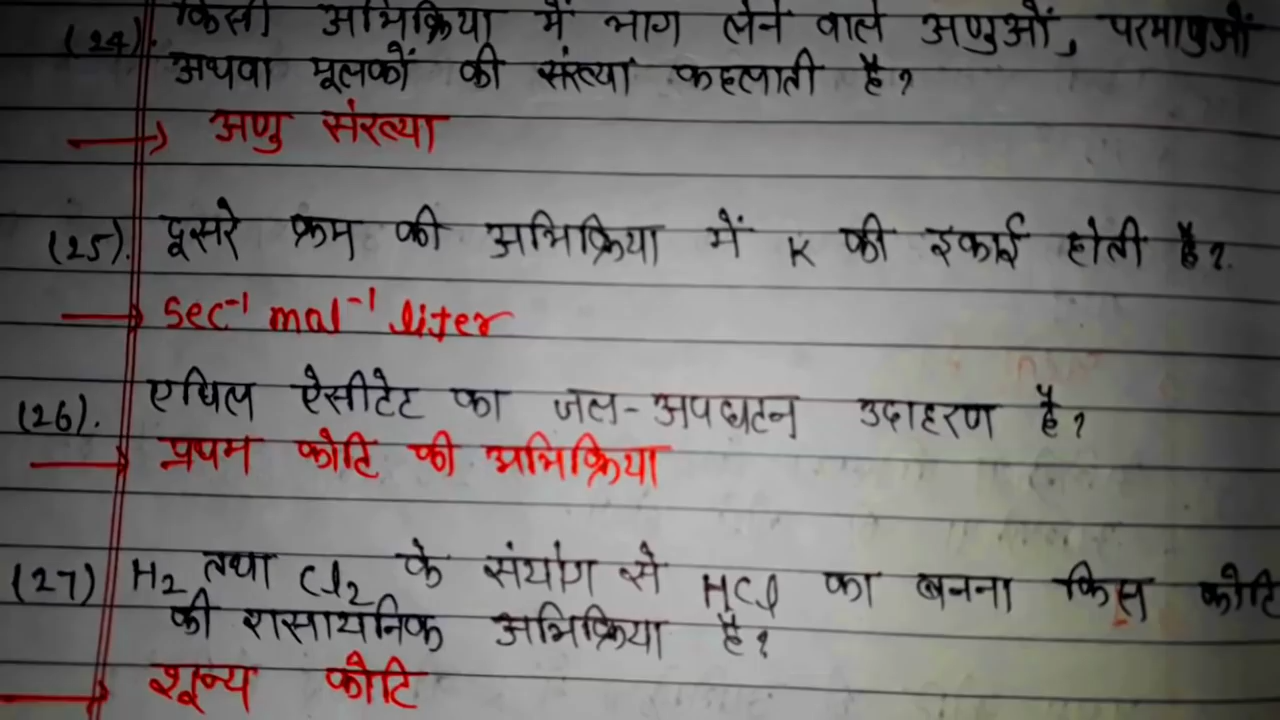 (24). किसी अभिक्रिया में भाग लेने वाले अणुओं, परमाणुओं
अथवा मूलकों की संख्या कहलाती है?
→ अणु संख्या
(25). दूसरे क्रम की अभिक्रिया में K की इकाई होती है?
→ Sec⁻¹ mol⁻¹ liter
(26). एथिल ऐसीटेट का जल-अपघटन उदाहरण है?
→ प्रथम कोटि की अभिक्रिया
(27) H₂ तथा Cl₂ के संयोग से HCl का बनना किस कोटि
की रासायनिक अभिक्रिया है?
→ शून्य कोटि